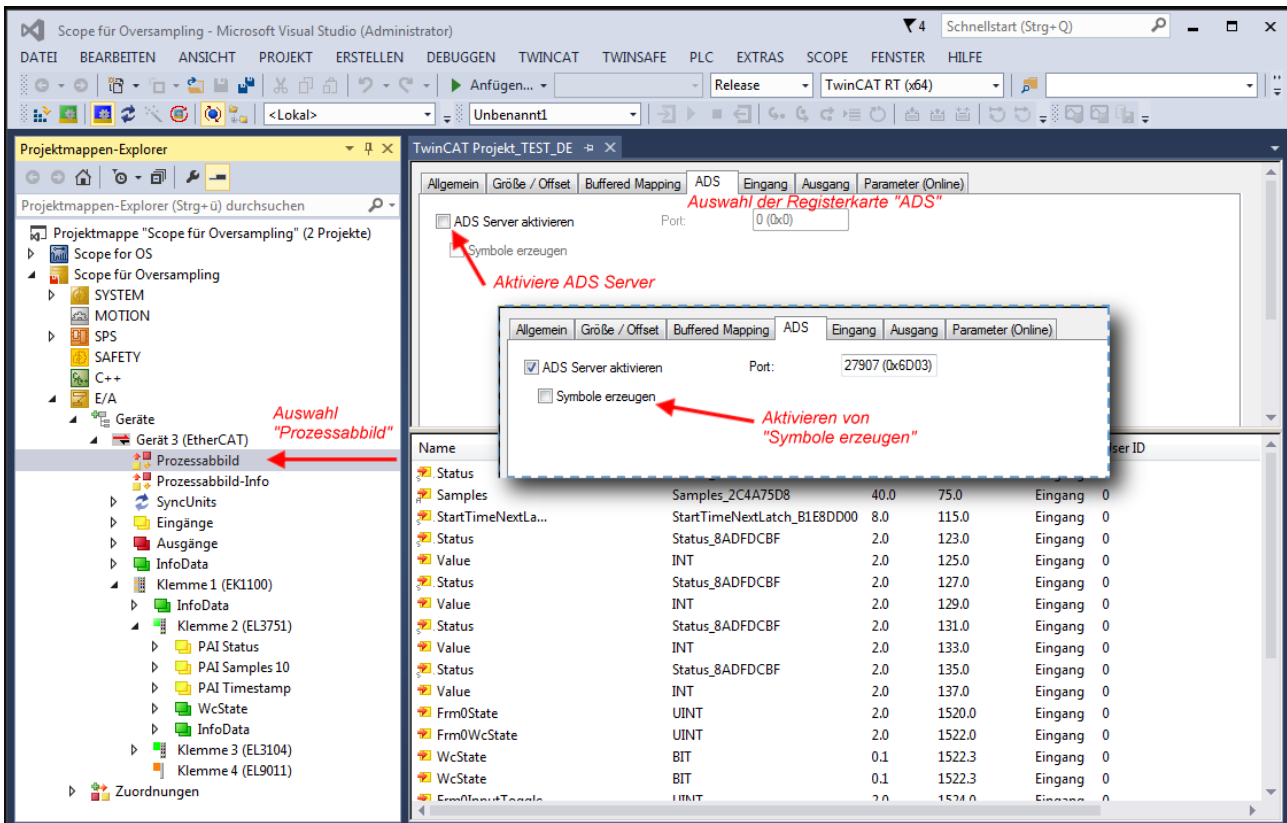 Scope für Oversampling - Microsoft Visual Studio (Administrator)
4
Schnellstart (Strg+Q)
DATEI BEARBEITEN ANSICHT PROJEKT ERSTELLEN DEBUGGEN TWINCAT TWINSAFE PLC EXTRAS SCOPE FENSTER HILFE
Anfügen... Release TwinCAT RT (x64)
<Lokal> Unbenannt1
Projektmappen-Explorer
Projektmappen-Explorer (Strg+ü) durchsuchen
Projektmappe "Scope für Oversampling" (2 Projekte)
Scope for OS
Scope für Oversampling
SYSTEM
MOTION
SPS
SAFETY
C++
E/A
Geräte
Gerät 3 (EtherCAT)
Prozessabbild
Prozessabbild-Info
SyncUnits
Eingänge
Ausgänge
InfoData
Klemme 1 (EK1100)
InfoData
Klemme 2 (EL3751)
PAI Status
PAI Samples 10
PAI Timestamp
WcState
InfoData
Klemme 3 (EL3104)
Klemme 4 (EL9011)
Zuordnungen
Auswahl
"Prozessabbild"
TwinCAT Projekt_TEST_DE
Allgemein Größe / Offset Buffered Mapping ADS Eingang Ausgang Parameter (Online)
Auswahl der Registerkarte "ADS"
ADS Server aktivieren Port: 0 (0x0)
Symbole erzeugen
Aktiviere ADS Server
Allgemein Größe / Offset Buffered Mapping ADS Eingang Ausgang Parameter (Online)
ADS Server aktivieren Port: 27907 (0x6D03)
Symbole erzeugen
Aktivieren von
"Symbole erzeugen"
Name ser ID
Status
Samples Samples_2C4A75D8 40.0 75.0 Eingang 0
StartTimeNextLa... StartTimeNextLatch_B1E8DD00 8.0 115.0 Eingang 0
Status Status_8ADFDCBF 2.0 123.0 Eingang 0
Value INT 2.0 125.0 Eingang 0
Status Status_8ADFDCBF 2.0 127.0 Eingang 0
Value INT 2.0 129.0 Eingang 0
Status Status_8ADFDCBF 2.0 131.0 Eingang 0
Value INT 2.0 133.0 Eingang 0
Status Status_8ADFDCBF 2.0 135.0 Eingang 0
Value INT 2.0 137.0 Eingang 0
Frm0State UINT 2.0 1520.0 Eingang 0
Frm0WcState UINT 2.0 1522.0 Eingang 0
WcState BIT 0.1 1522.3 Eingang 0
WcState BIT 0.1 1522.3 Eingang 0
Frm0InputToggle UINT 2.0 1524.0 Eingang 0